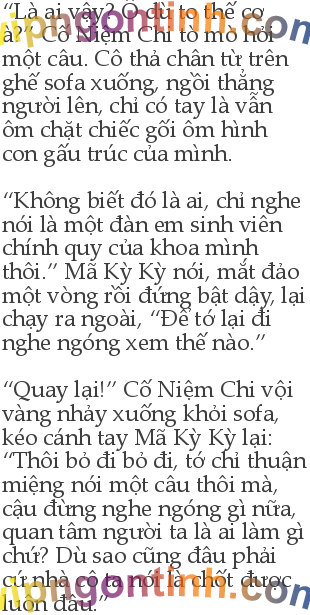 “Là ai vậy? Ô dù to thế cơ
à?” Cố Niệm Chi tò mò hỏi
một câu. Cô thả chân từ trên
ghế sofa xuống, ngồi thẳng
người lên, chỉ có tay là vẫn
ôm chặt chiếc gối ôm hình
con gấu trúc của mình.
“Không biết đó là ai, chỉ nghe
nói là một đàn em sinh viên
chính quy của khoa mình
thôi.” Mã Kỳ Kỳ nói, mắt đảo
một vòng rồi đứng bật dậy, lại
chạy ra ngoài, “Để tớ lại đi
nghe ngóng xem thế nào.”
“Quay lại!” Cố Niệm Chi vội
vàng nhảy xuống khỏi sofa,
kéo cánh tay Mã Kỳ Kỳ lại:
“Thôi bỏ đi bỏ đi, tớ chỉ thuận
miệng nói một câu thôi mà,
cậu đừng nghe ngóng gì nữa,
quan tâm người ta là ai làm gì
chứ? Dù sao cũng đâu phải
cứ nhà cô ta nói là chốt được
luôn đâu.”